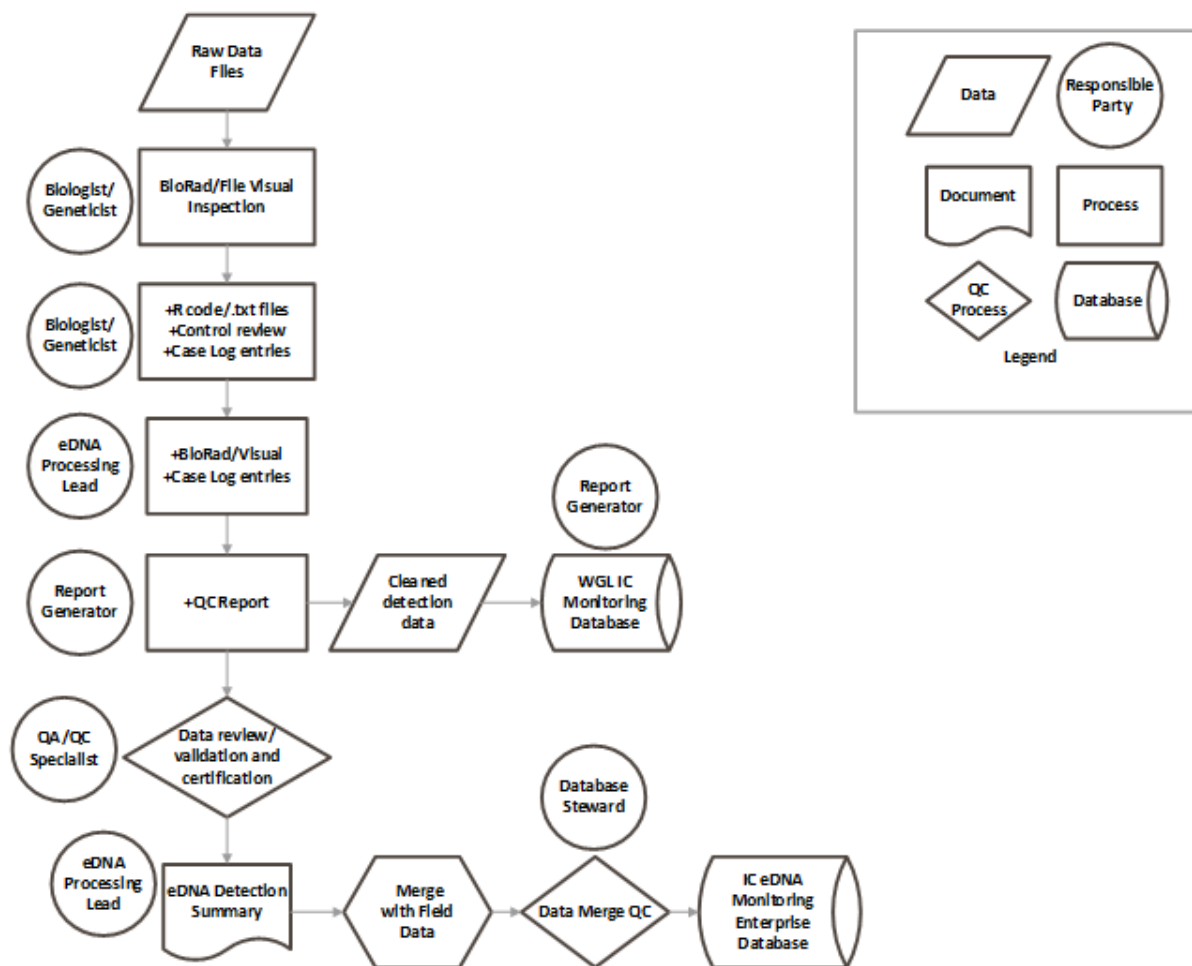 Raw Data
Files
Biologist/
Geneticist
BioRad/File Visual
Inspection
Biologist/
Geneticist
+R code/.txt files
+Control review
+Case Log entries
eDNA
Processing
Lead
+BioRad/Visual
+Case Log entries
Report
Generator
Report
Generator
+QC Report
Cleaned
detection
data
WGL IC
Monitoring
Database
QA/QC
Specialist
Data review/
validation and
certification
Database
Steward
eDNA
Processing
Lead
eDNA Detection
Summary
Merge
with Field
Data
Data Merge QC
IC eDNA
Monitoring
Enterprise
Database
Data
Responsible
Party
Document
Process
QC
Process
Database
Legend